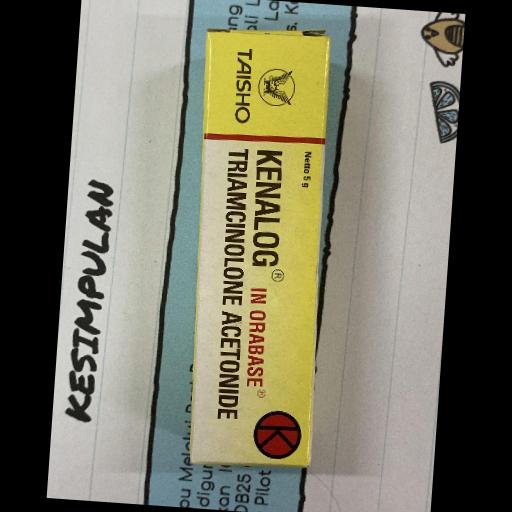 TAISHO
Netto 5 g
KENALOG® IN ORABASE®
TRIAMCINOLONE ACETONIDE
K
KESIMPULAN